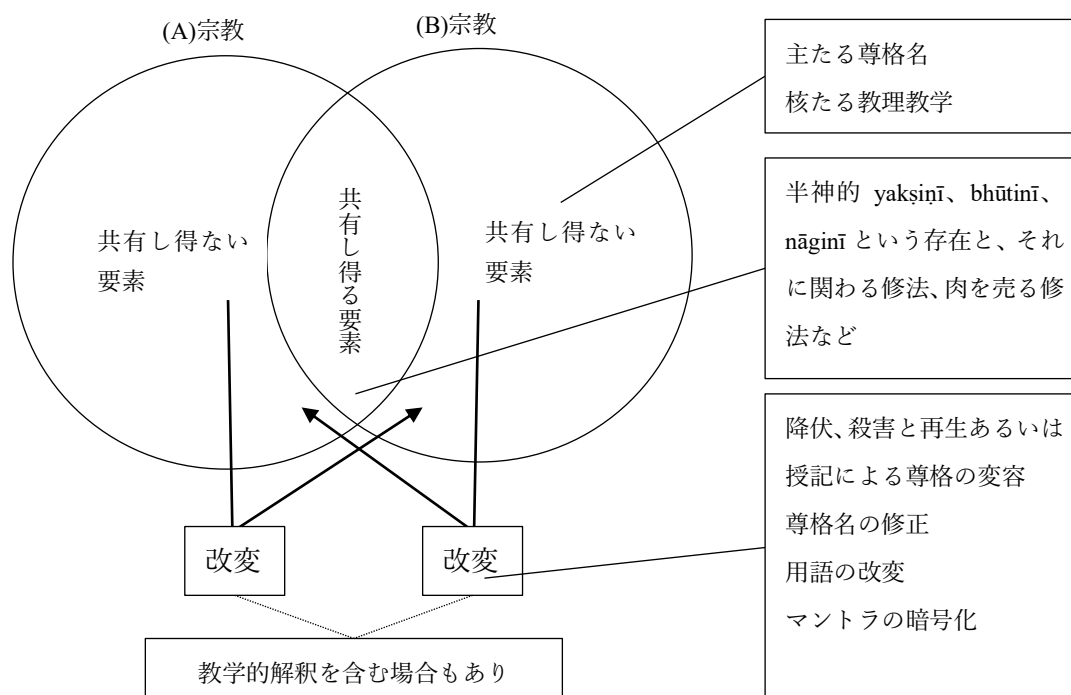 (A)宗教
(B)宗教
共有し得ない
要素
共有し得る要素
共有し得ない
要素
主たる尊格名
核たる教理教学
半神的 yakṣiṇī、bhūtinī、
nāginī という存在と、それ
に関わる修法、肉を売る修
法など
降伏、殺害と再生あるいは
授記による尊格の変容
尊格名の修正
用語の改変
マントラの暗号化
改変
改変
教学的解釈を含む場合もあり